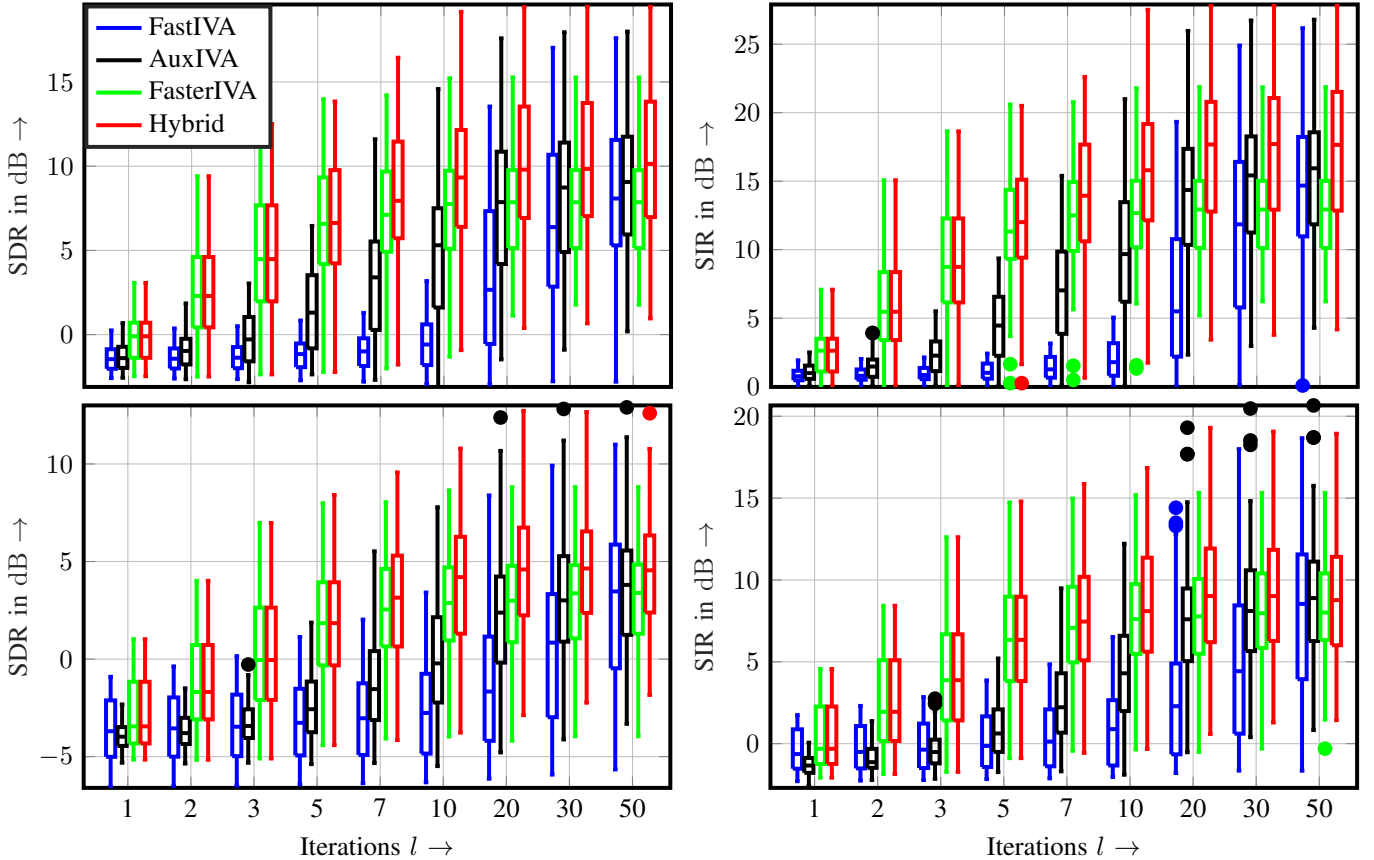 FastIVA
AuxIVA
FasterIVA
Hybrid
SDR in dB →
15
10
5
0
SIR in dB →
25
20
15
10
5
0
SDR in dB →
10
5
0
−5
1 2 3 5 7 10 20 30 50
Iterations l →
SIR in dB →
20
15
10
5
0
1 2 3 5 7 10 20 30 50
Iterations l →